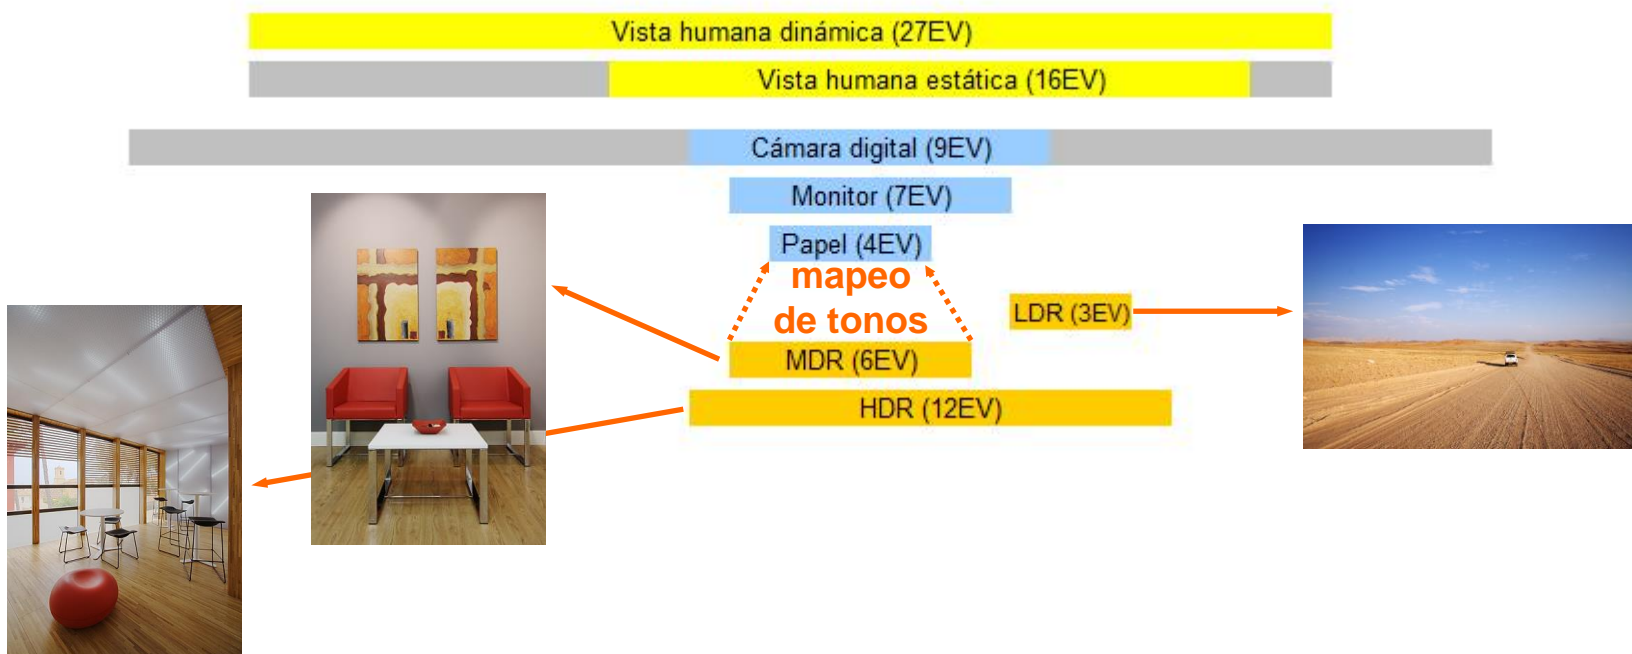 Vista humana dinámica (27EV)
Vista humana estática (16EV)
Cámara digital (9EV)
Monitor (7EV)
Papel (4EV)
mapeo
de tonos
LDR (3EV)
MDR (6EV)
HDR (12EV)